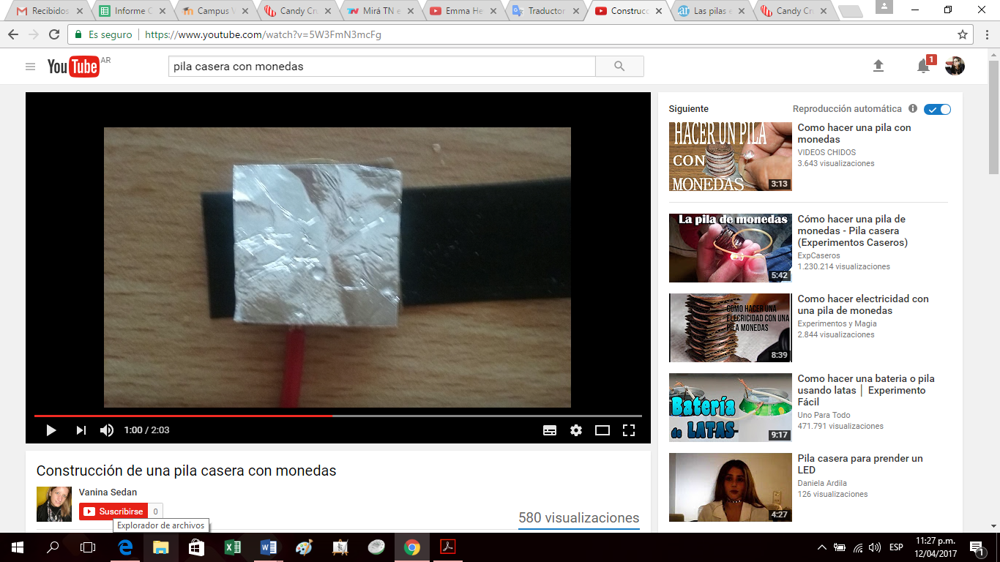 Recibidos
Informe C
Campus V
Candy Cru
Mirá TN e
Emma He
Traductor
Construcc
Las pilas e
Candy Cru
Es seguro
https://www.youtube.com/watch?v=5W3FmN3mcFg
YouTube AR
pila casera con monedas
1
1:00 / 2:03
Construcción de una pila casera con monedas
Vanina Sedan
Suscribirse 0
Explorador de archivos
580 visualizaciones
Siguiente
Reproducción automática
HACER UN PILA
CON
MONEDAS
3:13
Como hacer una pila con
monedas
VIDEOS CHIDOS
3.643 visualizaciones
La pila de monedas
5:42
Cómo hacer una pila de
monedas - Pila casera
(Experimentos Caseros)
ExpCaseros
1.230.214 visualizaciones
COMO HACER UNA
ELECRICIDAD CON UNA
PILA MONEDAS
8:39
Como hacer electricidad con
una pila de monedas
Experimentos y Magia
2.844 visualizaciones
Batería
de LATAS
9:17
Como hacer una bateria o pila
usando latas | Experimento
Fácil
Uno Para Todo
471.791 visualizaciones
4:27
Pila casera para prender un
LED
Daniela Ardila
126 visualizaciones
ESP
11:27 p.m.
12/04/2017
1